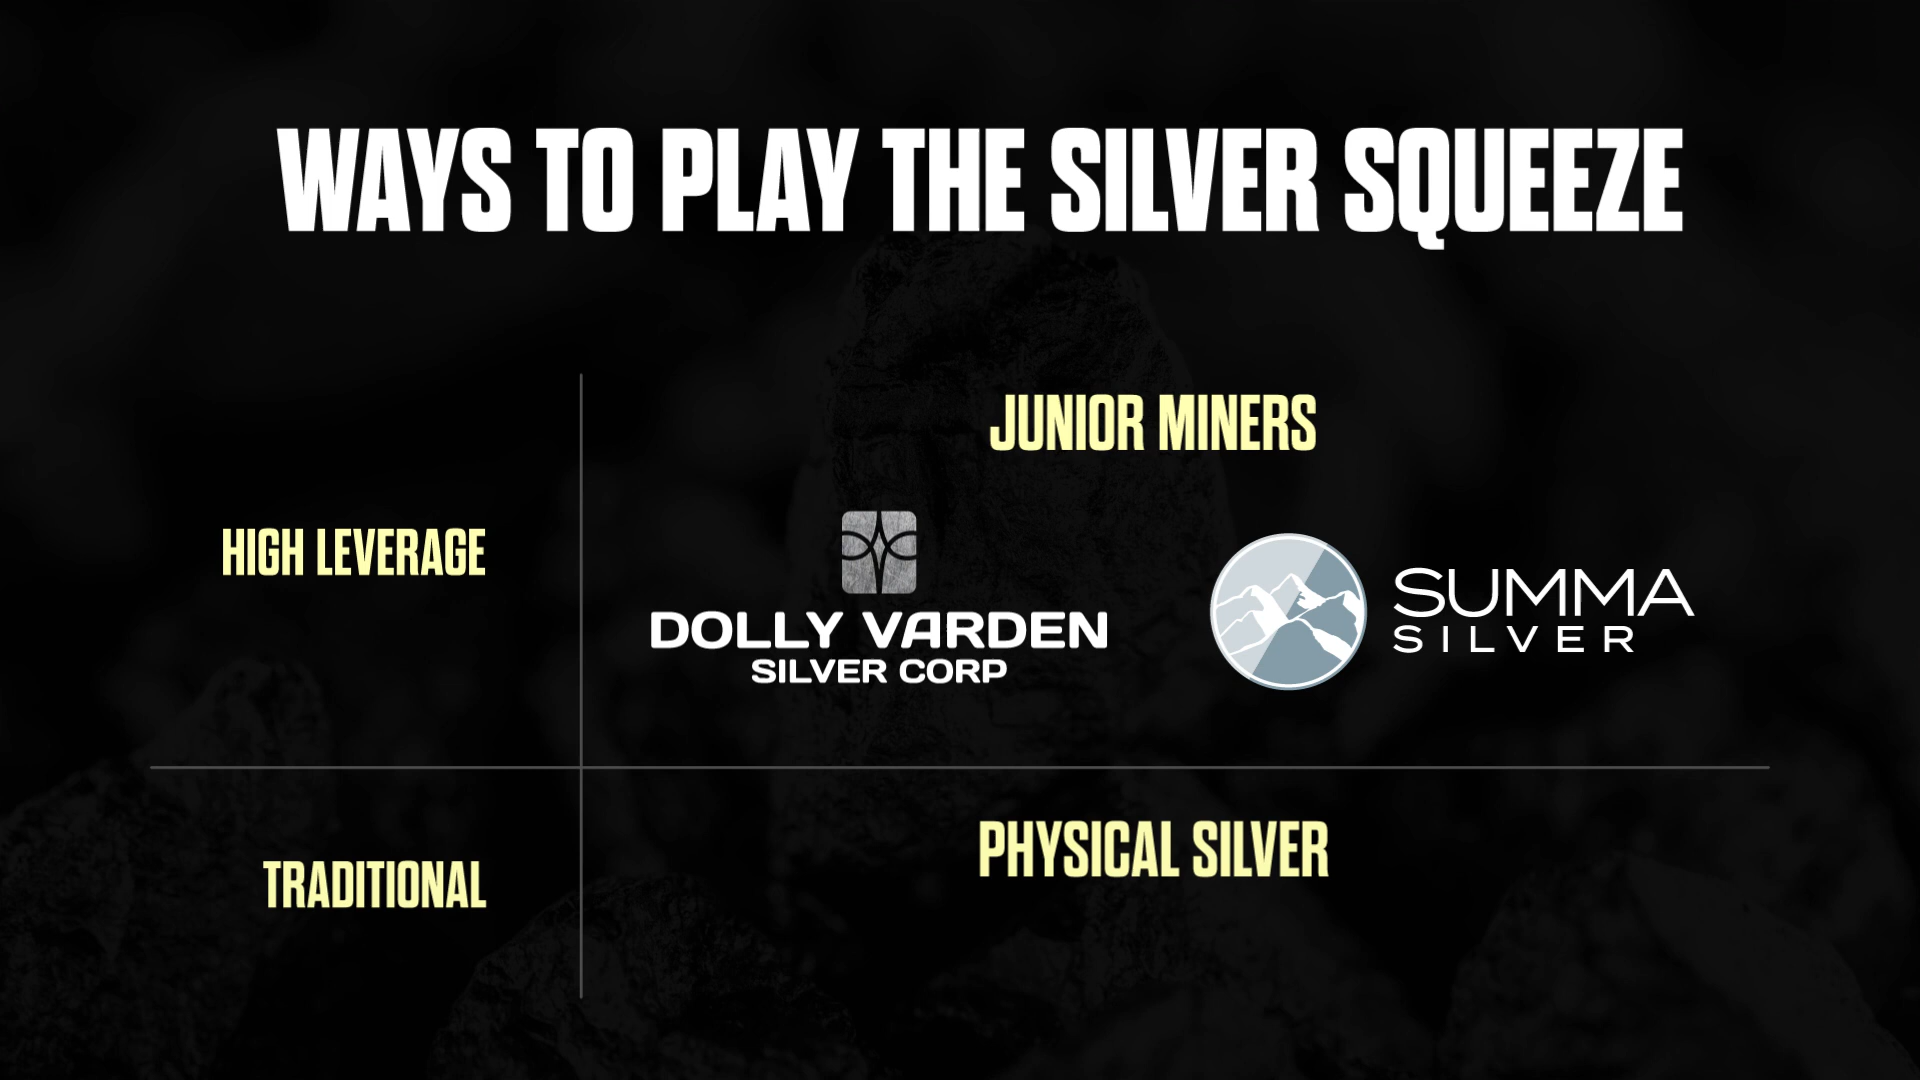 WAYS TO PLAY THE SILVER SQUEEZE
JUNIOR MINERS
HIGH LEVERAGE
DOLLY VARDEN
SILVER CORP
SUMMA
SILVER
PHYSICAL SILVER
TRADITIONAL